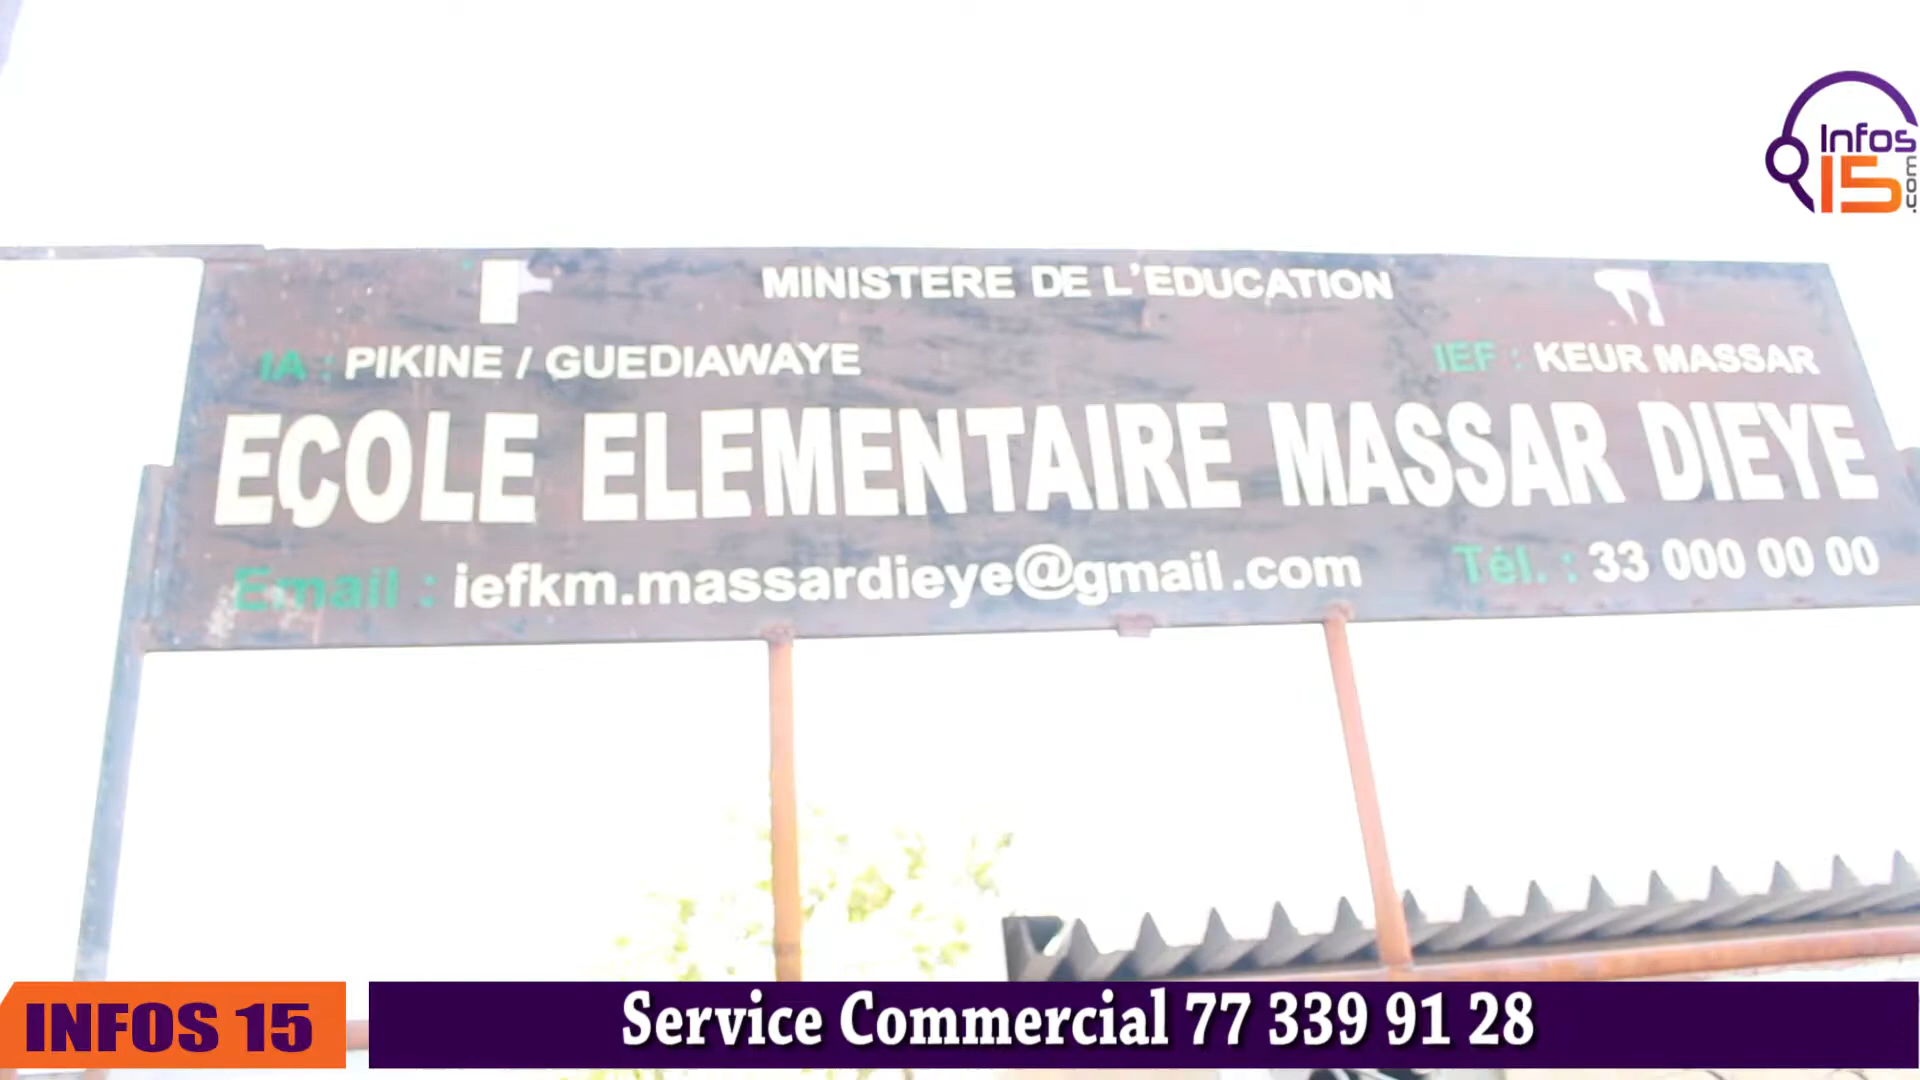 Infos
15
.com
MINISTERE DE L'EDUCATION
IA : PIKINE / GUEDIAWAYE
IEF : KEUR MASSAR
EÇOLE ELEMENTAIRE MASSAR DIEYE
Email : iefkm.massardieye@gmail.com
Tél. : 33 000 00 00
INFOS 15
Service Commercial 77 339 91 28